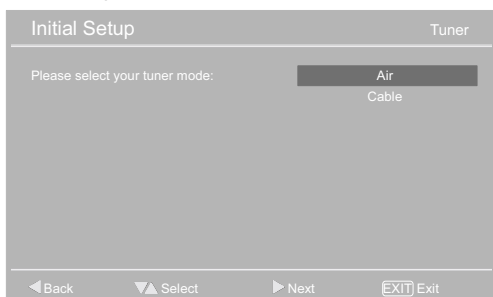 Initial Setup Tuner
Please select your tuner mode: Air
Cable
Back Select Next EXIT Exit